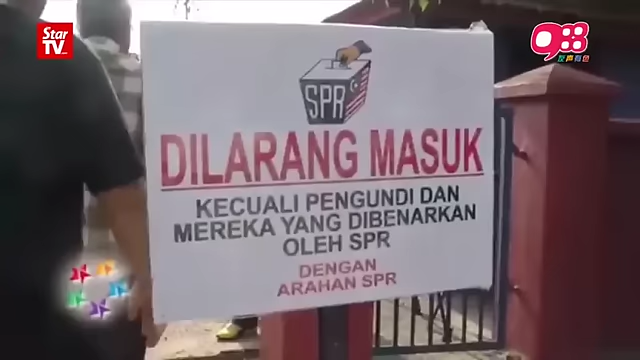 Star
TV
988
SPR
DILARANG MASUK
KECUALI PENGUNDI DAN
MEREKA YANG DIBENARKAN
OLEH SPR
DENGAN
ARAHAN SPR